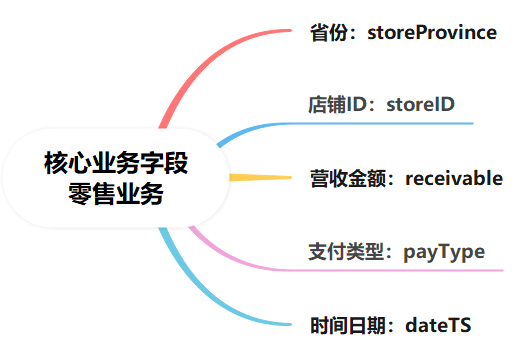 核心业务字段
零售业务
省份：storeProvince
店铺ID：storeID
营收金额：receivable
支付类型：payType
时间日期：dateTS